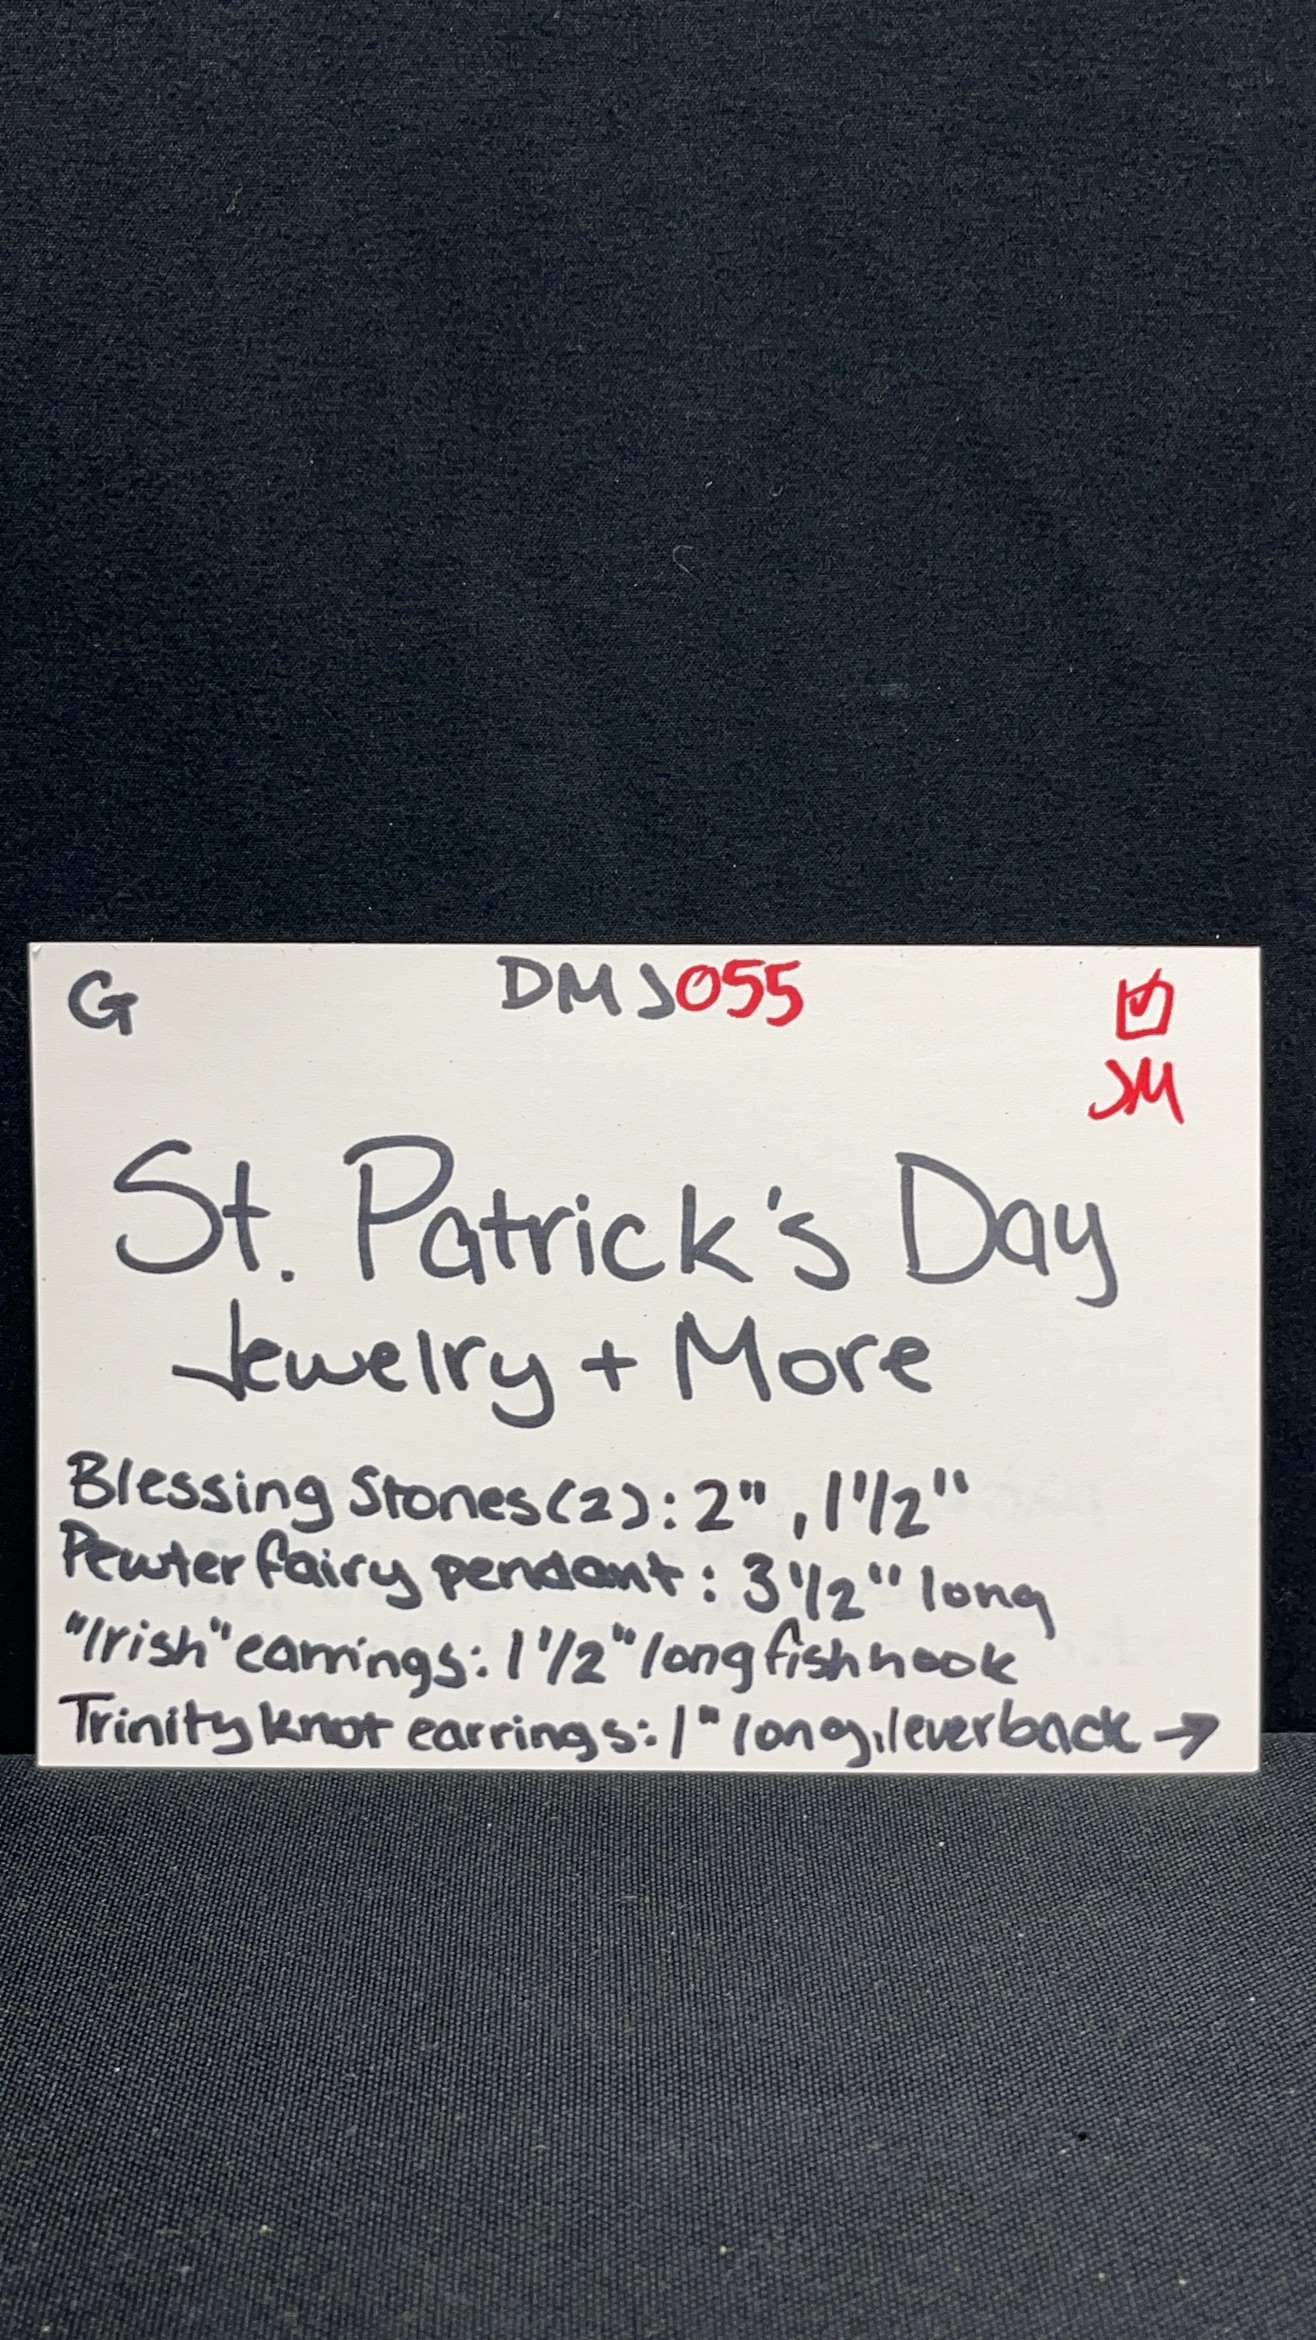 G DMJ055 ☑
JM
St. Patrick's Day
Jewelry + More
Blessing Stones(2): 2", 1 1/2"
Pewter fairy pendant: 3 1/2" long
"Irish" earrings: 1 1/2" long fish hook
Trinity knot earrings: 1" long, leverback →